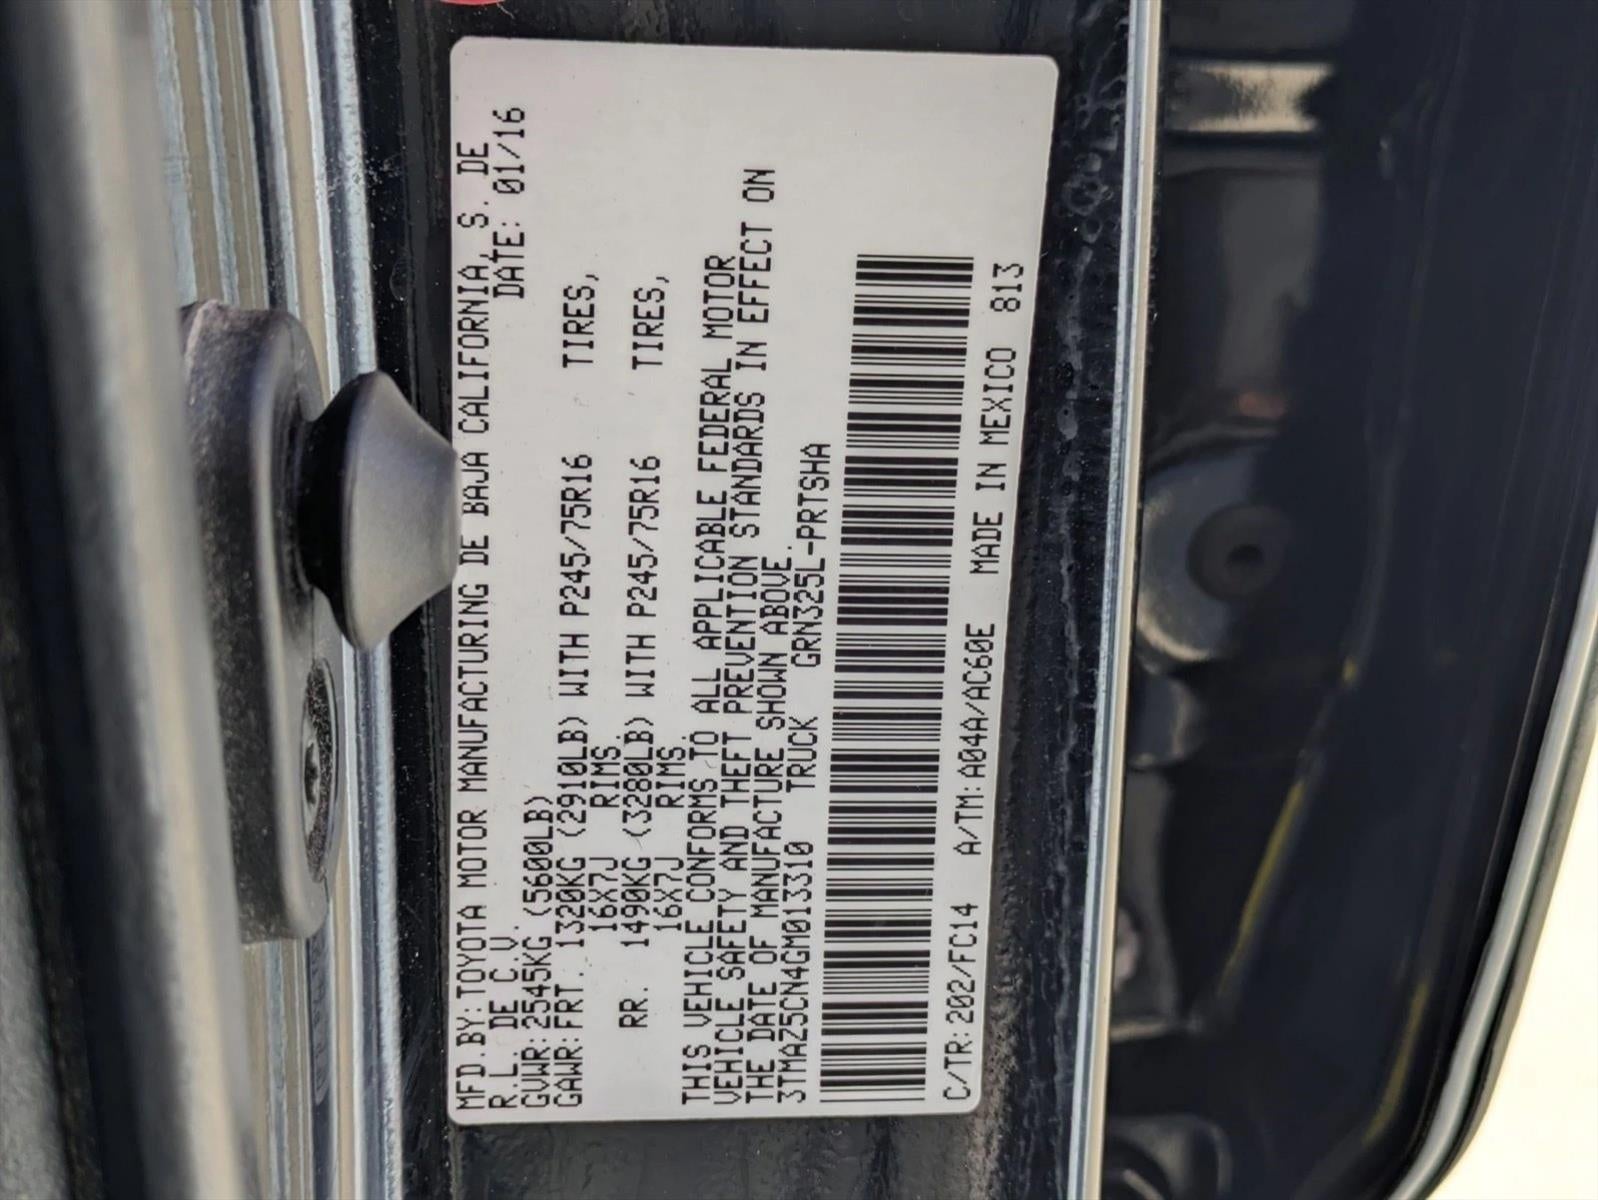 MFD.BY:TOYOTA MOTOR MANUFACTURING DE BAJA CALIFORNIA, S. DE
R.L. DE C.V. DATE: 01/16
GVWR:2545KG (5600LB)
GAWR:FRT. 1320KG (2910LB) WITH P245/75R16 TIRES,
16X7J RIMS.
RR. 1490KG (3280LB) WITH P245/75R16 TIRES,
16X7J RIMS.
THIS VEHICLE CONFORMS TO ALL APPLICABLE FEDERAL MOTOR
VEHICLE SAFETY AND THEFT PREVENTION STANDARDS IN EFFECT ON
THE DATE OF MANUFACTURE SHOWN ABOVE.
3TMAZ5CN4GM013310 TRUCK GRN325L-PRTSHA
C/TR:202/FC14 A/TM:A04A/AC60E MADE IN MEXICO 813